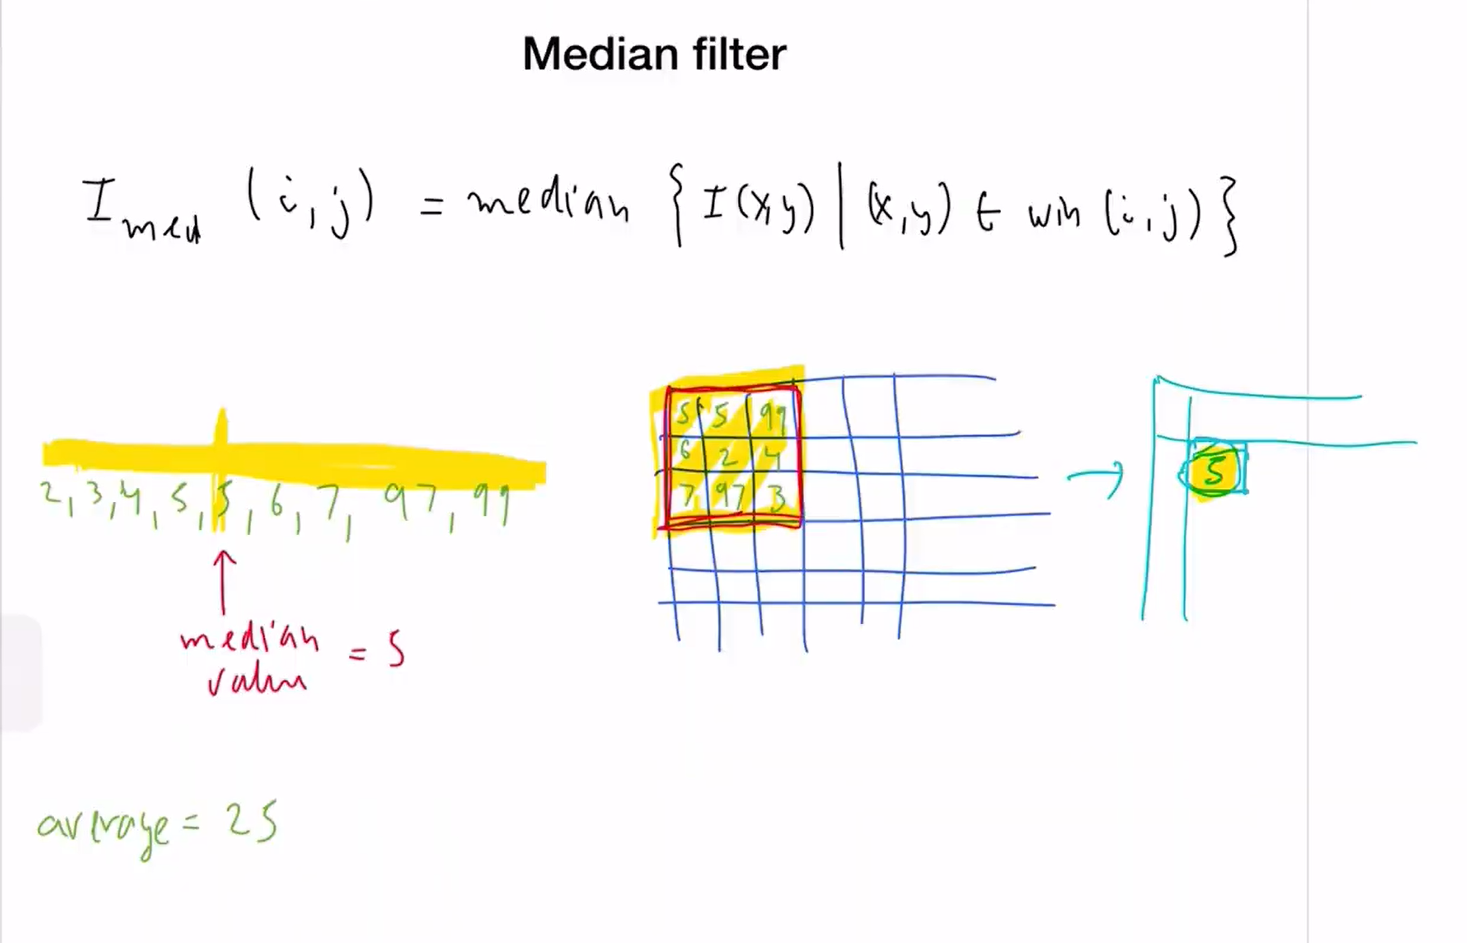 Median filter
I med (i,j) = median { I(x,y) | (x,y) ∈ win (i,j) }
5 5 99
6 2 4
7 97 3
→ 5
2, 3, 4, 5, 5, 6, 7, 97, 99
median value = 5
average = 25